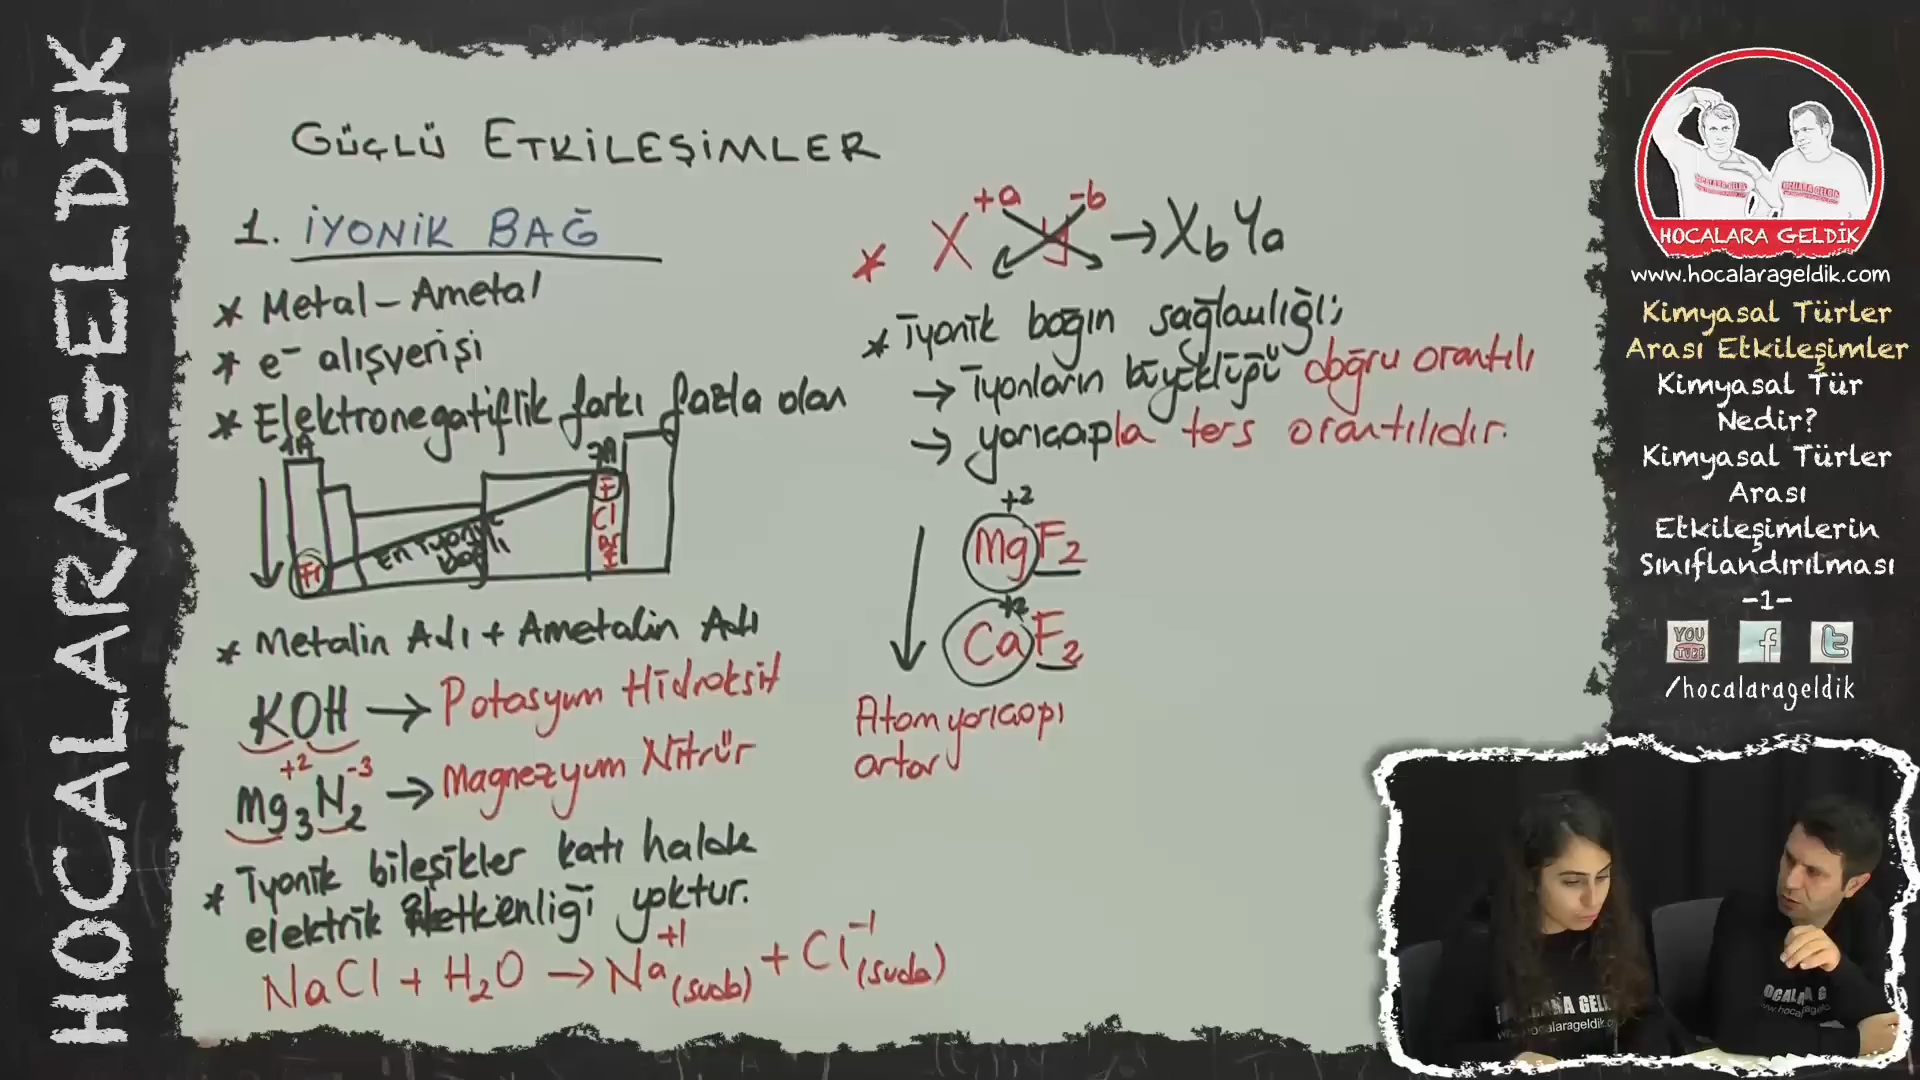 HOCALARAGELDİK
GÜÇLÜ ETKİLEŞİMLER
1. İYONİK BAĞ
* Metal-Ametal
* e⁻ alışverişi
* Elektronegatiflik farkı fazla olan
1A
7A
F
Cl
Br
I
Fr
En iyonik bağlı
* Metalin Adı + Ametalin Adı
KOH → Potasyum Hidroksit
+2 -3
Mg₃N₂ → Magnezyum Nitrür
* İyonik bileşikler katı halde
elektrik iletkenliği yoktur.
NaCl + H₂O → Na⁺¹(suda) + Cl⁻¹(suda)
* X⁺ᵃ Y⁻ᵇ → XbYa
* İyonik bağın sağlamlığı;
→ İyonların büyüklüğü doğru orantılı
→ yarıçapla ters orantılıdır.
+2
MgF₂
+2
CaF₂
Atom yarıçapı
artar
HOCALARA GELDİK
www.hocalarageldik.com
Kimyasal Türler
Arası Etkileşimler
Kimyasal Tür
Nedir?
Kimyasal Türler
Arası
Etkileşimlerin
Sınıflandırılması
-1-
YOU TUBE f t
/hocalarageldik